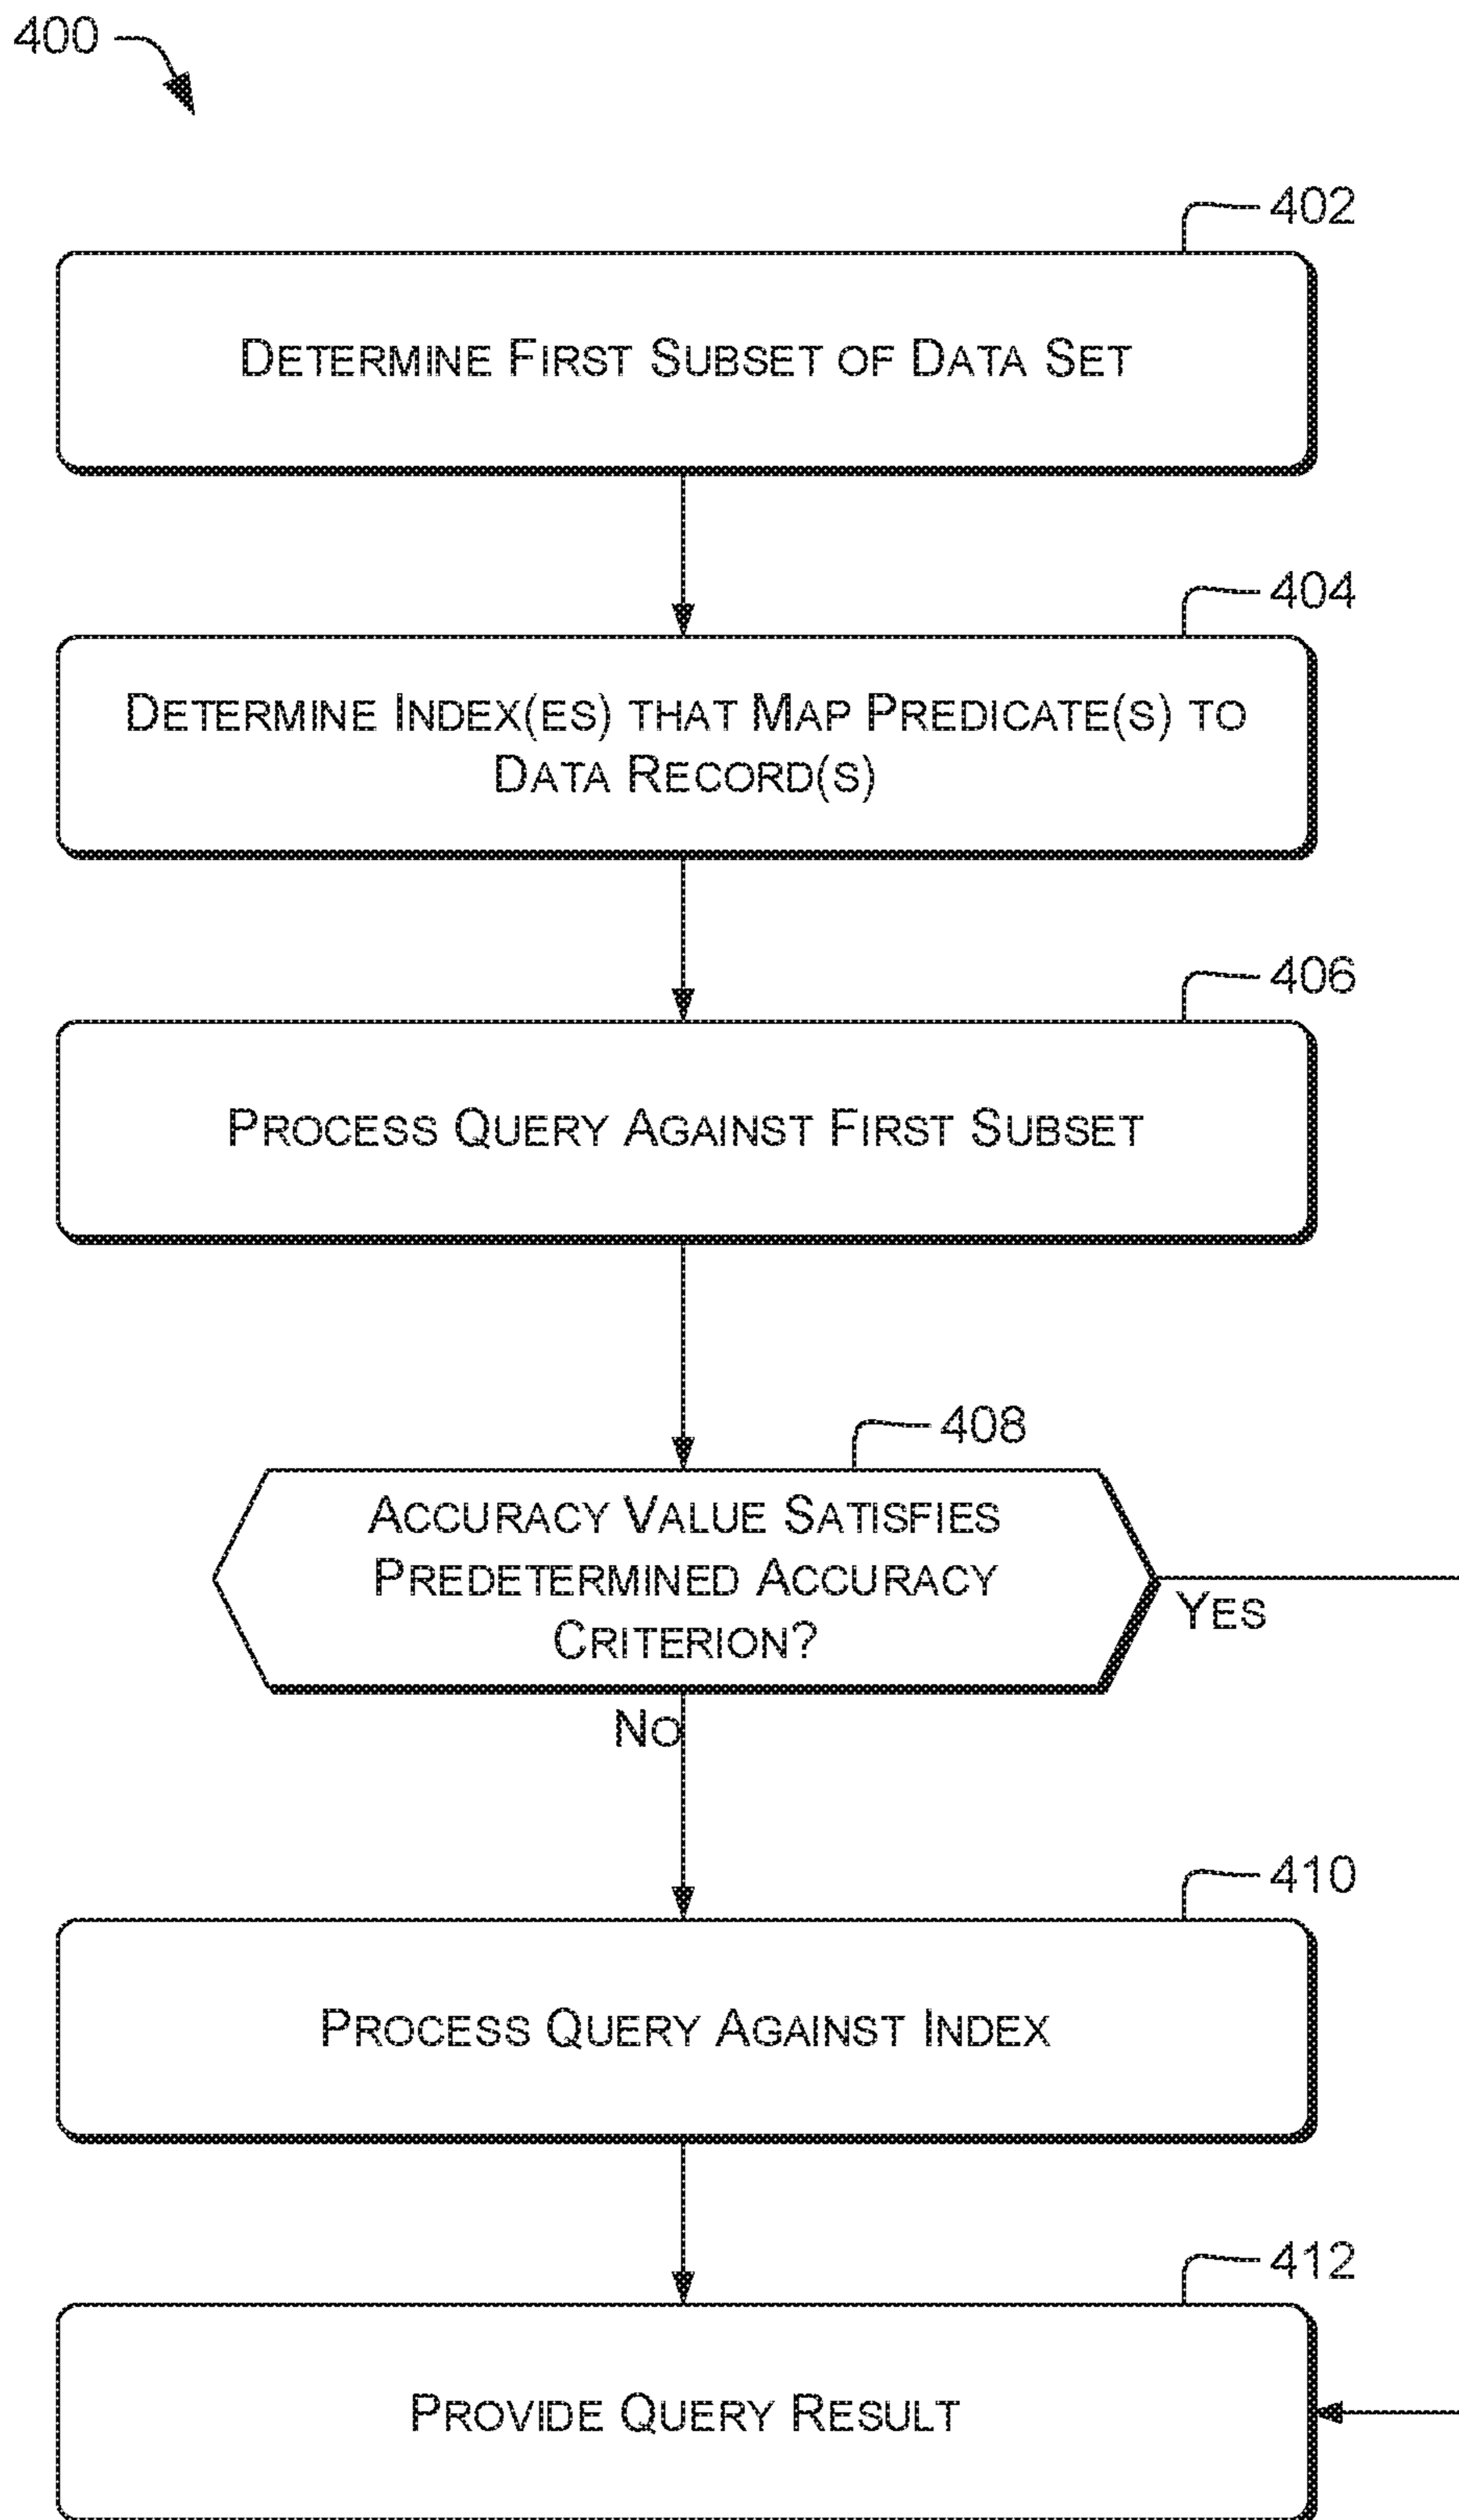 400
402
DETERMINE FIRST SUBSET OF DATA SET
404
DETERMINE INDEX(ES) THAT MAP PREDICATE(S) TO
DATA RECORD(S)
406
PROCESS QUERY AGAINST FIRST SUBSET
408
ACCURACY VALUE SATISFIES
PREDETERMINED ACCURACY
CRITERION?
YES
NO
410
PROCESS QUERY AGAINST INDEX
412
PROVIDE QUERY RESULT